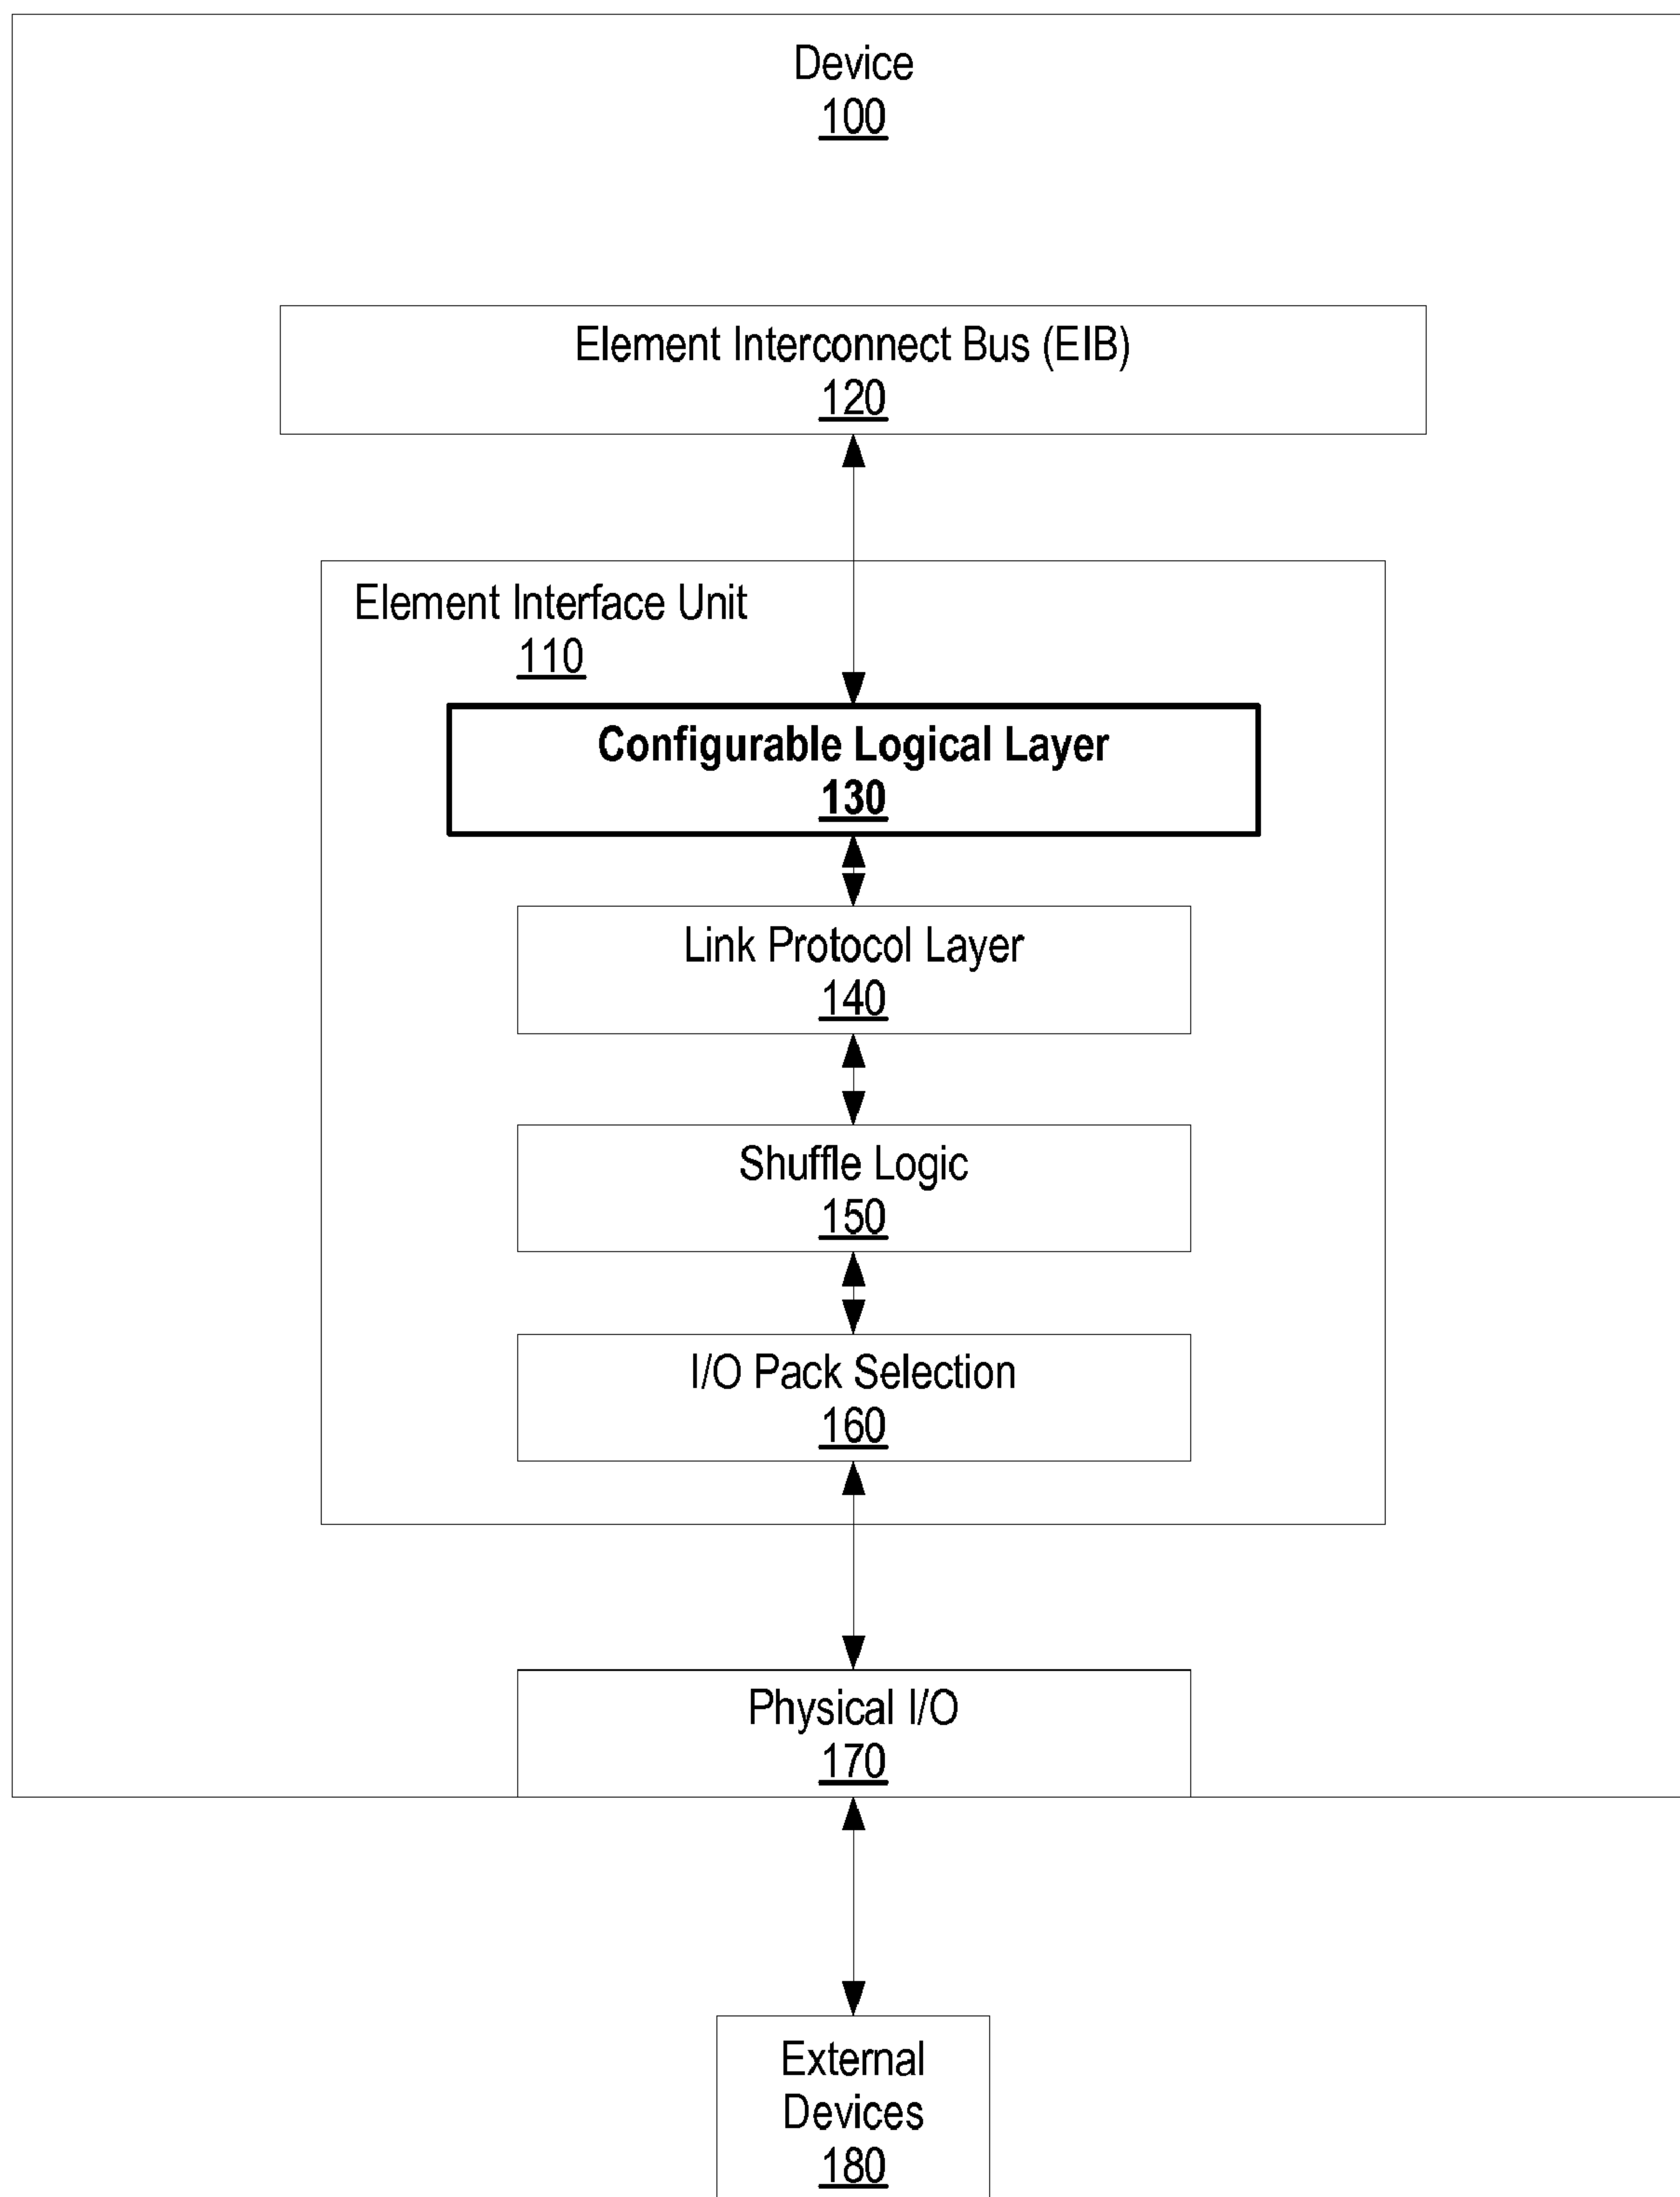 Device
100
Element Interconnect Bus (EIB)
120
Element Interface Unit
110
Configurable Logical Layer
130
Link Protocol Layer
140
Shuffle Logic
150
I/O Pack Selection
160
Physical I/O
170
External
Devices
180